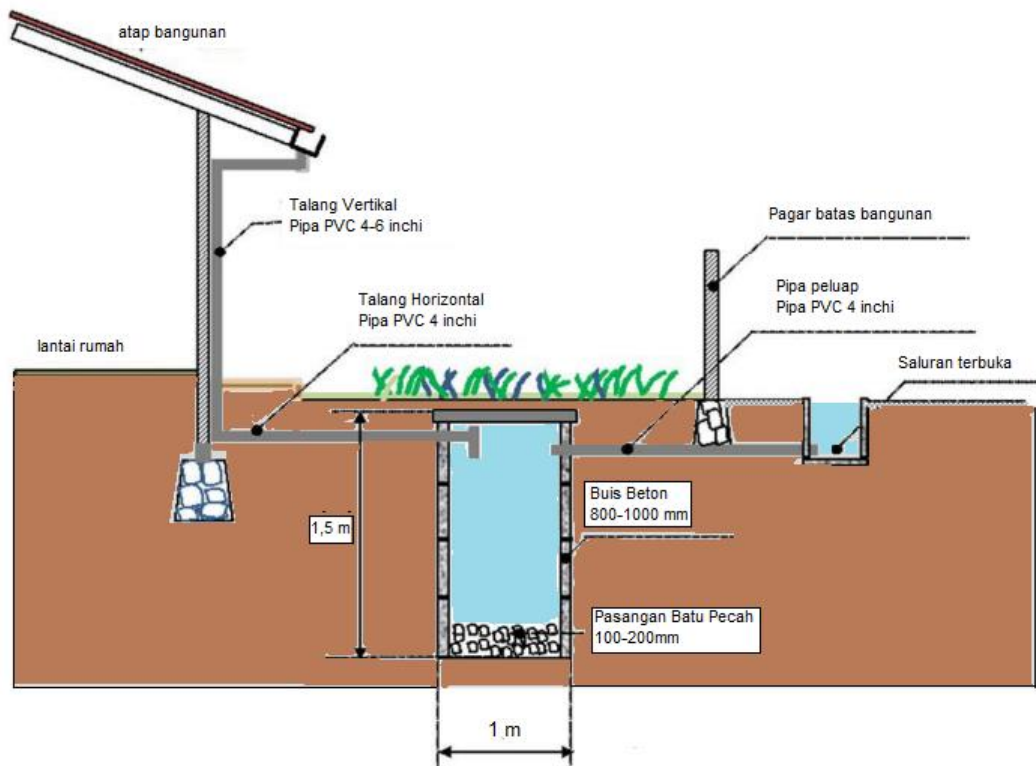 atap bangunan
Talang Vertikal
Pipa PVC 4-6 inchi
Pagar batas bangunan
Talang Horizontal
Pipa PVC 4 inchi
Pipa peluap
Pipa PVC 4 inchi
lantai rumah
Saluran terbuka
Buis Beton
800-1000 mm
1,5 m
Pasangan Batu Pecah
100-200mm
1 m